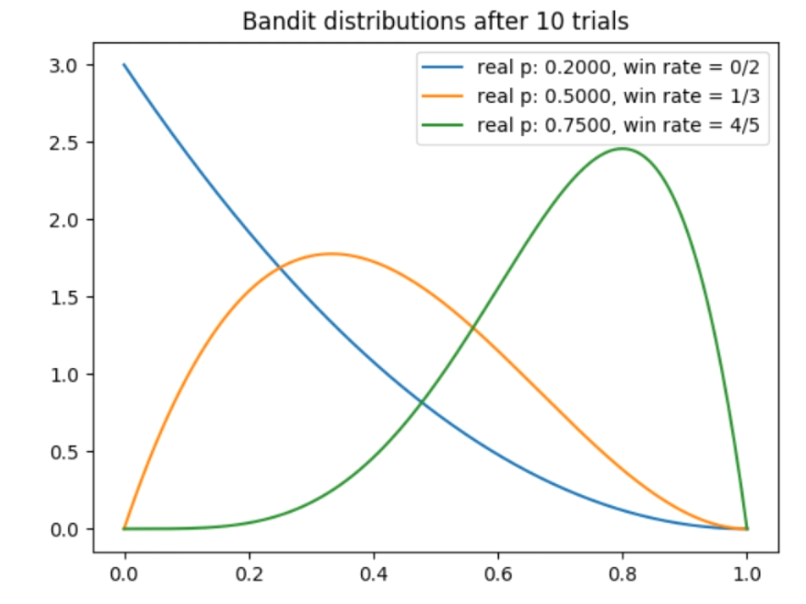 Bandit distributions after 10 trials
real p: 0.2000, win rate = 0/2
real p: 0.5000, win rate = 1/3
real p: 0.7500, win rate = 4/5
3.0
2.5
2.0
1.5
1.0
0.5
0.0
0.0 0.2 0.4 0.6 0.8 1.0